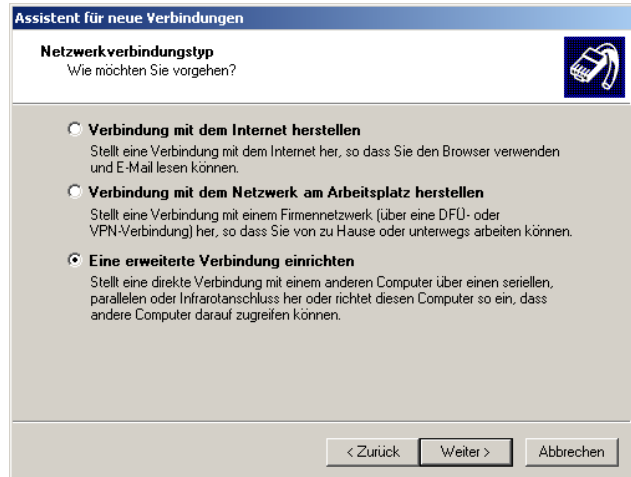 Assistent für neue Verbindungen
Netzwerkverbindungstyp
Wie möchten Sie vorgehen?
Verbindung mit dem Internet herstellen
Stellt eine Verbindung mit dem Internet her, so dass Sie den Browser verwenden
und E-Mail lesen können.
Verbindung mit dem Netzwerk am Arbeitsplatz herstellen
Stellt eine Verbindung mit einem Firmennetzwerk (über eine DFÜ- oder
VPN-Verbindung) her, so dass Sie von zu Hause oder unterwegs arbeiten können.
Eine erweiterte Verbindung einrichten
Stellt eine direkte Verbindung mit einem anderen Computer über einen seriellen,
parallelen oder Infrarotanschluss her oder richtet diesen Computer so ein, dass
andere Computer darauf zugreifen können.
< Zurück Weiter > Abbrechen